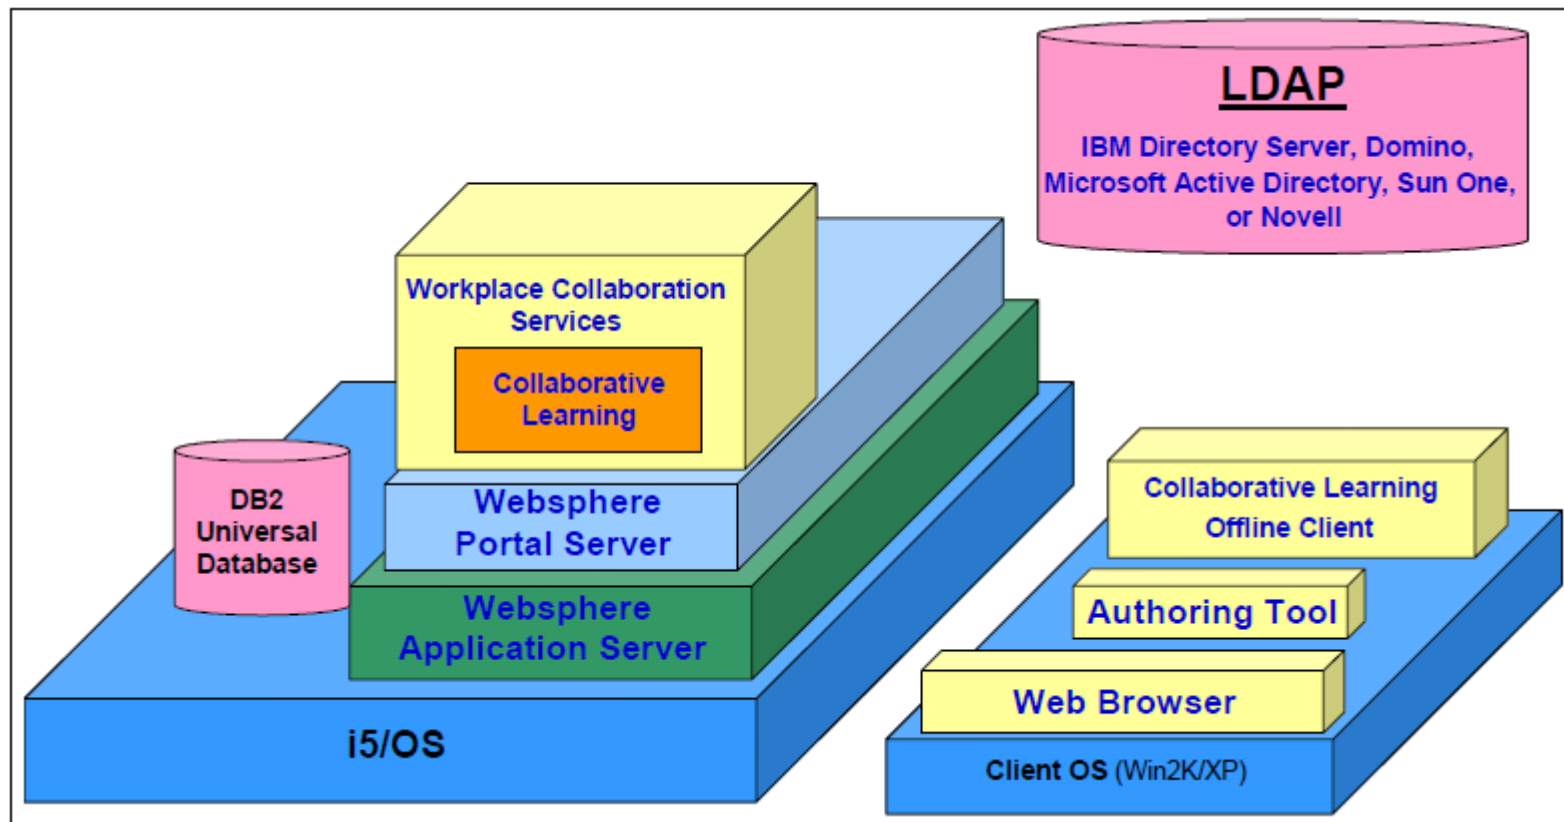 LDAP
IBM Directory Server, Domino,
Microsoft Active Directory, Sun One,
or Novell
Workplace Collaboration
Services
Collaborative
Learning
DB2
Universal
Database
Websphere
Portal Server
Websphere
Application Server
i5/OS
Collaborative Learning
Offline Client
Authoring Tool
Web Browser
Client OS (Win2K/XP)